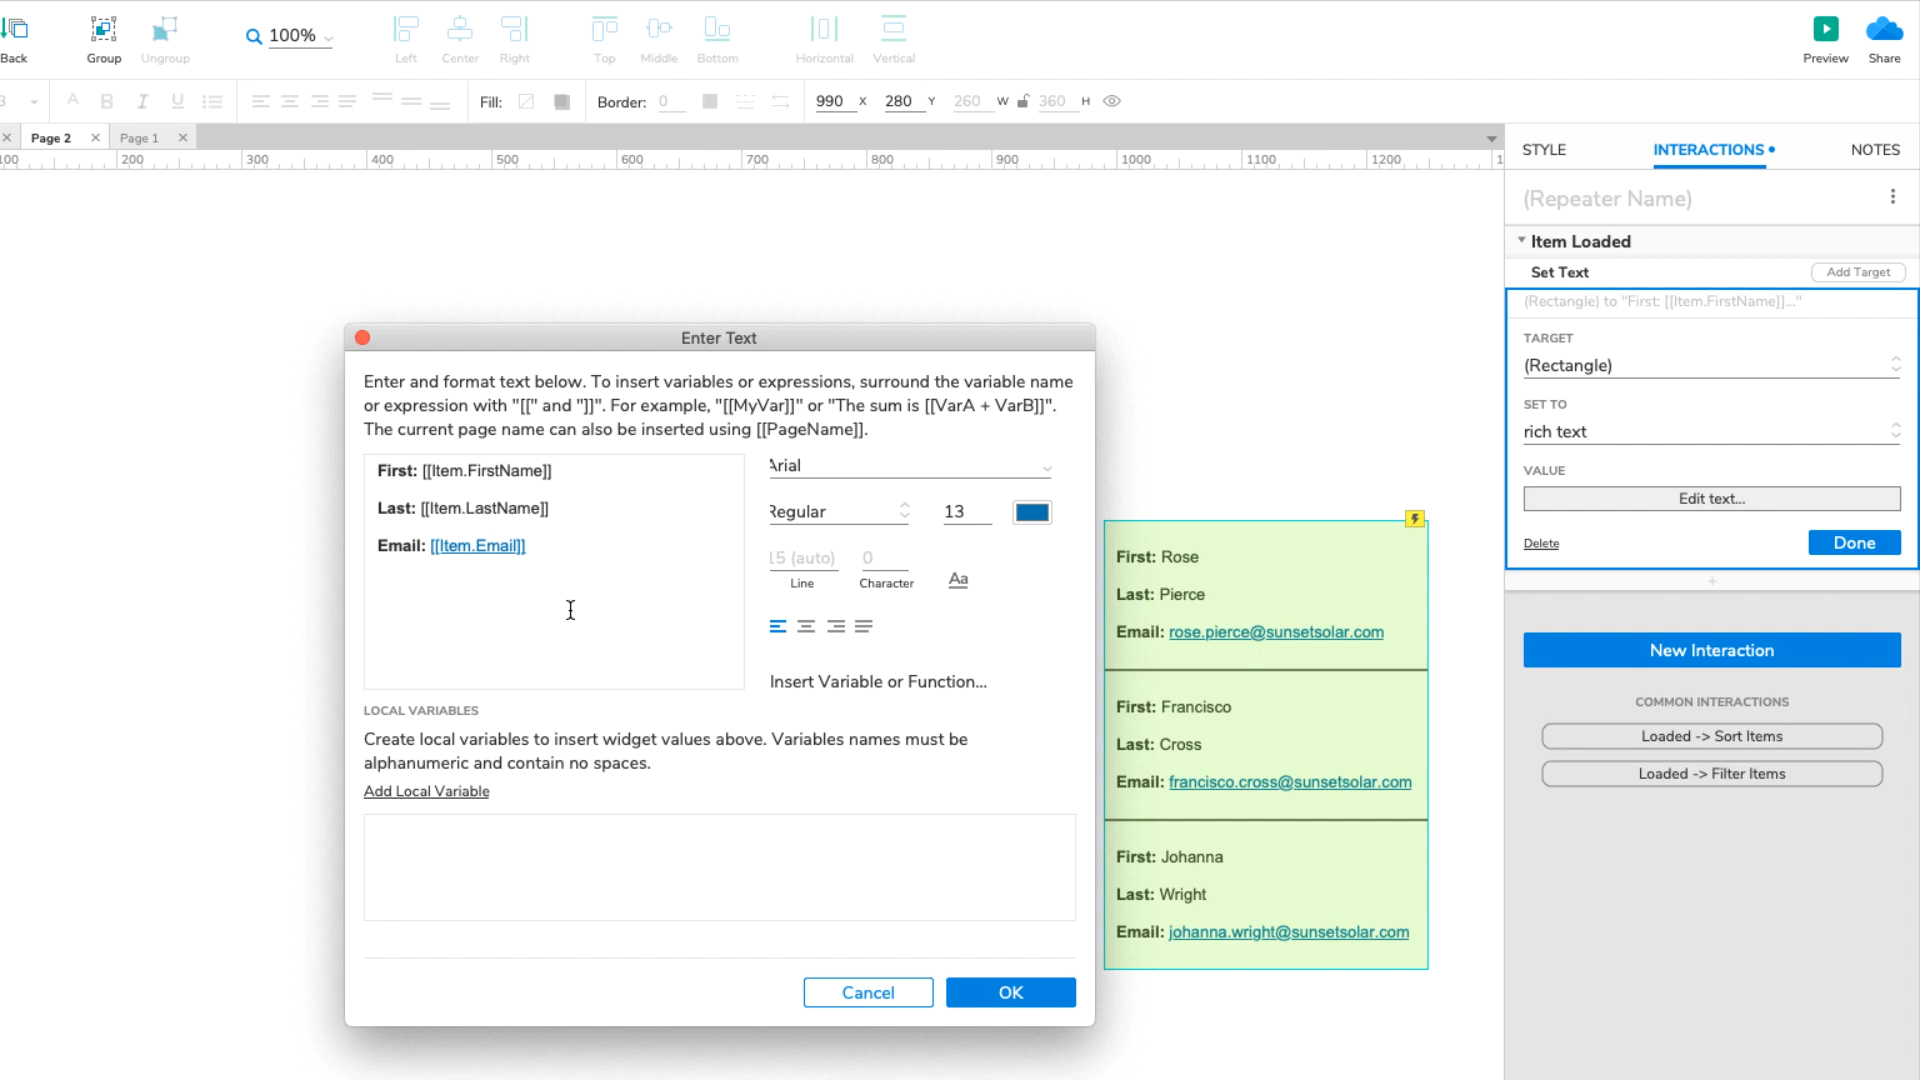 Back
Group
Ungroup
100%
Left
Center
Right
Top
Middle
Bottom
Horizontal
Vertical
Preview
Share
Fill:
Border: 0
990 X 280 Y 260 W 360 H
Page 2
Page 1
200 300 400 500 600 700 800 900 1000 1100 1200
STYLE
INTERACTIONS
NOTES
(Repeater Name)
Item Loaded
Set Text
Add Target
(Rectangle) to "First: [[Item.FirstName]]..."
TARGET
(Rectangle)
SET TO
rich text
VALUE
Edit text...
Delete
Done
New Interaction
COMMON INTERACTIONS
Loaded -> Sort Items
Loaded -> Filter Items
Enter Text
Enter and format text below. To insert variables or expressions, surround the variable name
or expression with "[[" and "]]". For example, "[[MyVar]]" or "The sum is [[VarA + VarB]]".
The current page name can also be inserted using [[PageName]].
First: [[Item.FirstName]]
Last: [[Item.LastName]]
Email: [[Item.Email]]
Arial
Regular
13
15 (auto)
0
Line
Character
Aa
Insert Variable or Function...
LOCAL VARIABLES
Create local variables to insert widget values above. Variables names must be
alphanumeric and contain no spaces.
Add Local Variable
Cancel
OK
First: Rose
Last: Pierce
Email: rose.pierce@sunsetsolar.com
First: Francisco
Last: Cross
Email: francisco.cross@sunsetsolar.com
First: Johanna
Last: Wright
Email: johanna.wright@sunsetsolar.com